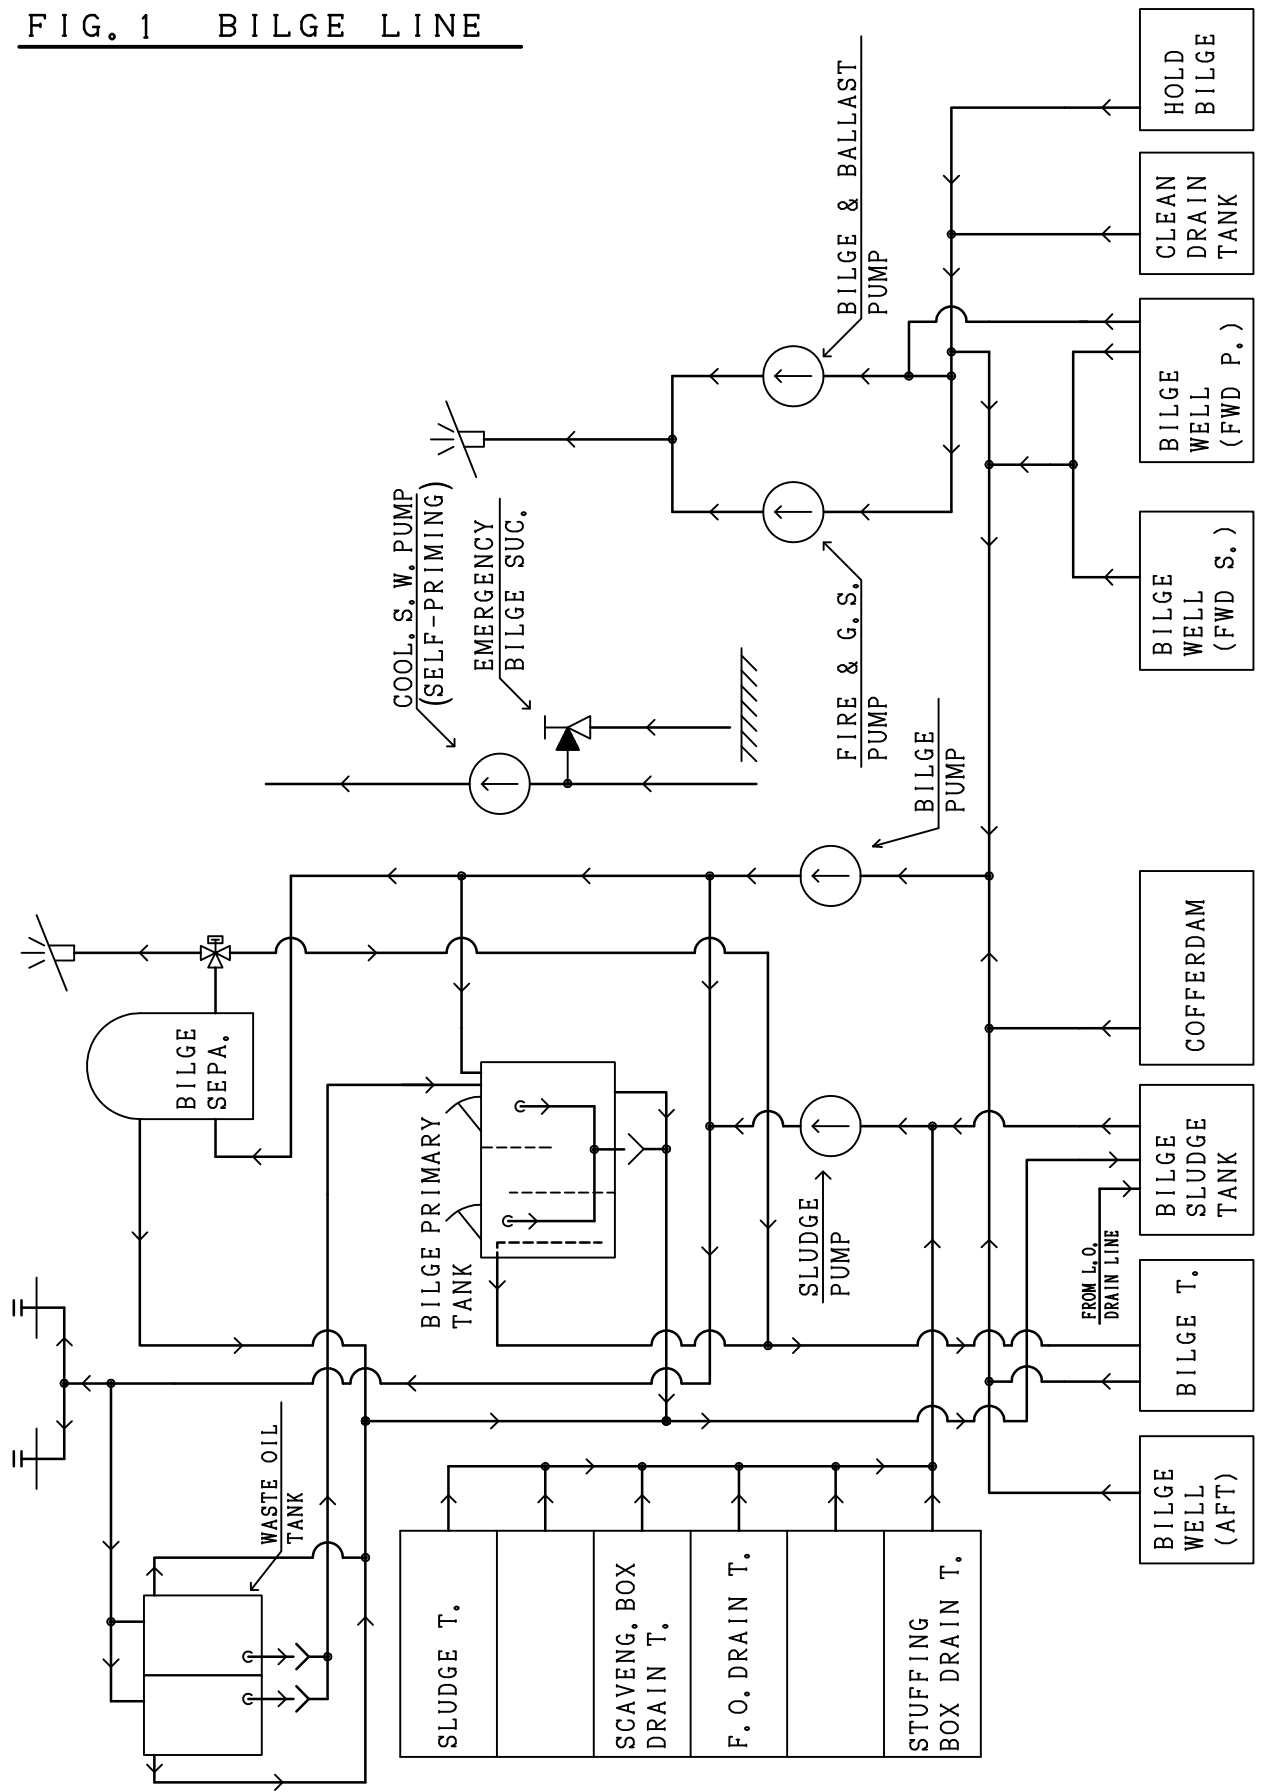 FIG. 1 BILGE LINE
HOLD
BILGE
CLEAN
DRAIN
TANK
BILGE
WELL
(FWD P.)
BILGE
WELL
(FWD S.)
BILGE & BALLAST
PUMP
FIRE & G.S.
PUMP
COOL.S.W.PUMP
(SELF-PRIMING)
EMERGENCY
BILGE SUC.
BILGE
PUMP
COFFERDAM
BILGE
SEPA.
BILGE PRIMARY
TANK
SLUDGE
PUMP
BILGE
SLUDGE
TANK
FROM L.O.
DRAIN LINE
BILGE T.
BILGE
WELL
(AFT)
WASTE OIL
TANK
SLUDGE T.
SCAVENG.BOX
DRAIN T.
F.O.DRAIN T.
STUFFING
BOX DRAIN T.